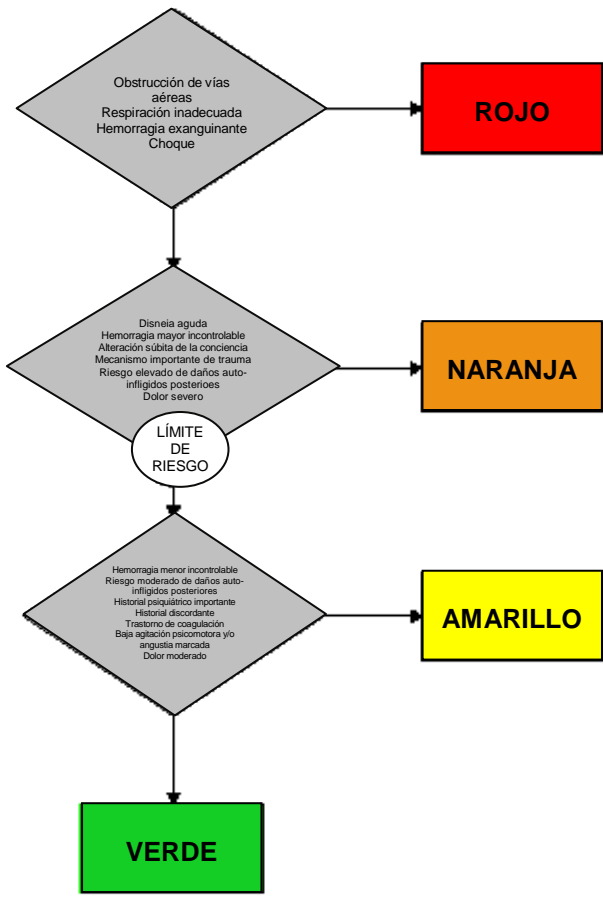 Obstrucción de vías
aéreas
Respiración inadecuada
Hemorragia exanguinante
Choque
ROJO
Disneia aguda
Hemorragia mayor incontrolable
Alteración súbita de la conciencia
Mecanismo importante de trauma
Riesgo elevado de daños auto-
infligidos posterioes
Dolor severo
NARANJA
LÍMITE
DE
RIESGO
Hemorragia menor incontrolable
Riesgo moderado de daños auto-
infligidos posteriores
Historial psiquiátrico importante
Historial discordante
Trastorno de coagulación
Baja agitación psicomotora y/o
angustia marcada
Dolor moderado
AMARILLO
VERDE